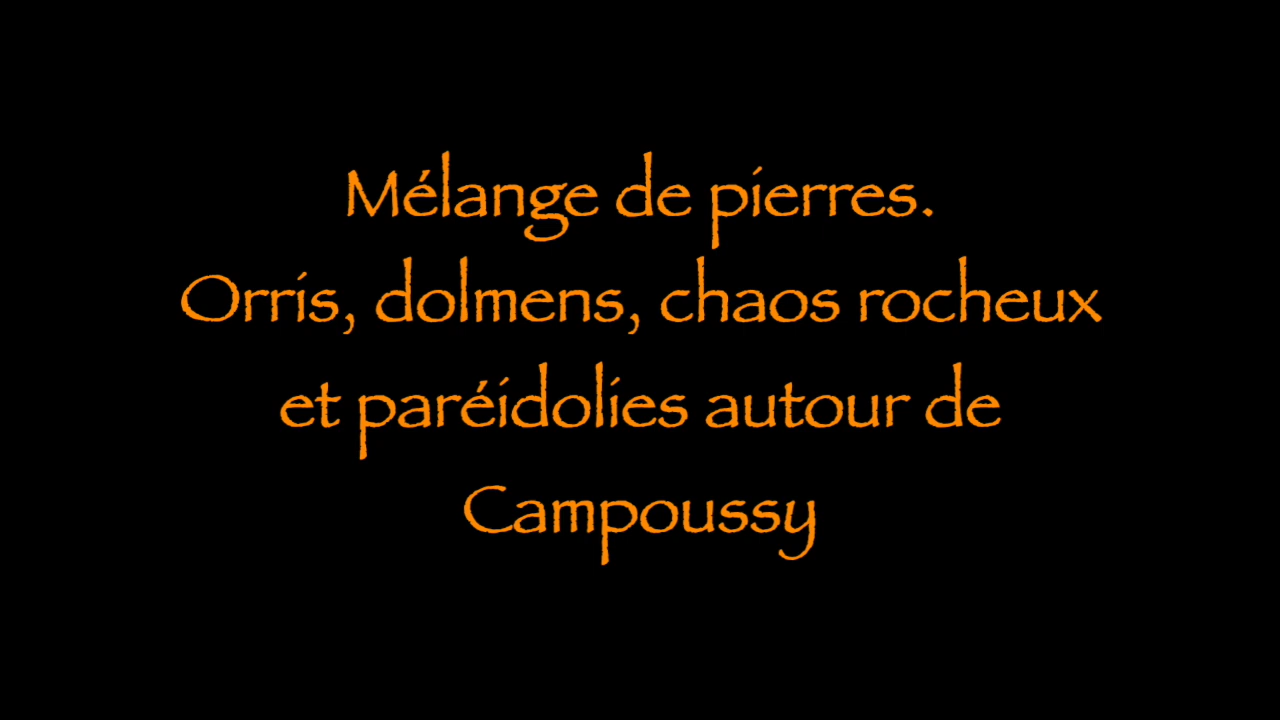 Mélange de pierres.
Orris, dolmens, chaos rocheux
et paréidolies autour de
Campoussy